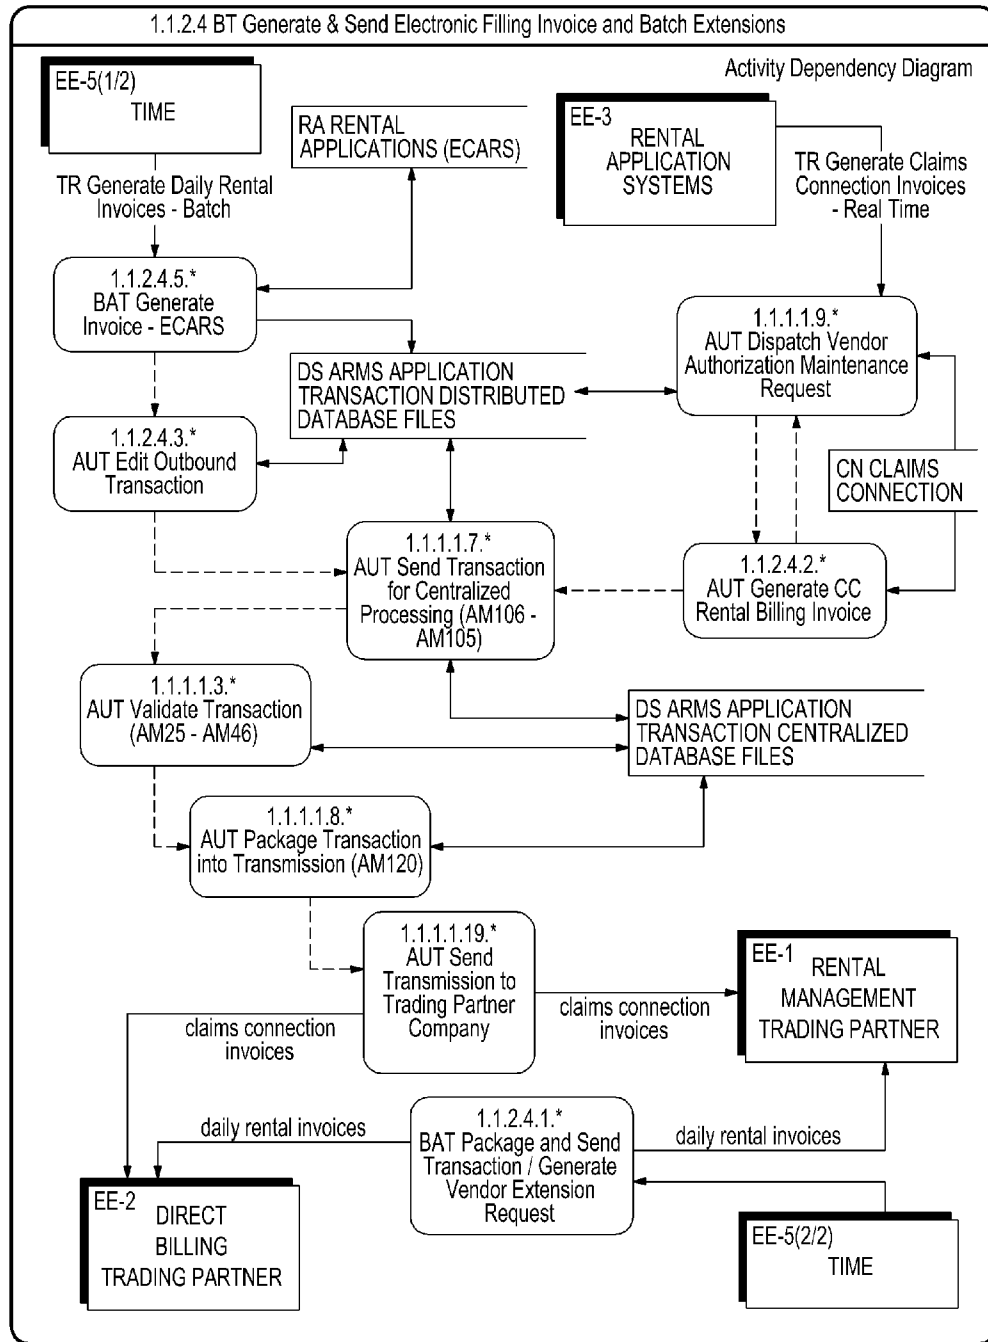 1.1.2.4 BT Generate & Send Electronic Filling Invoice and Batch Extensions
Activity Dependency Diagram
EE-5(1/2)
TIME
RA RENTAL
APPLICATIONS (ECARS)
EE-3
RENTAL
APPLICATION
SYSTEMS
TR Generate Daily Rental
Invoices - Batch
TR Generate Claims
Connection Invoices
- Real Time
1.1.2.4.5.*
BAT Generate
Invoice - ECARS
1.1.1.1.9.*
AUT Dispatch Vendor
Authorization Maintenance
Request
DS ARMS APPLICATION
TRANSACTION DISTRIBUTED
DATABASE FILES
1.1.2.4.3.*
AUT Edit Outbound
Transaction
CN CLAIMS
CONNECTION
1.1.1.1.7.*
AUT Send Transaction
for Centralized
Processing (AM106 -
AM105)
1.1.2.4.2.*
AUT Generate CC
Rental Billing Invoice
1.1.1.1.3.*
AUT Validate Transaction
(AM25 - AM46)
DS ARMS APPLICATION
TRANSACTION CENTRALIZED
DATABASE FILES
1.1.1.1.8.*
AUT Package Transaction
into Transmission (AM120)
1.1.1.1.19.*
AUT Send
Transmission to
Trading Partner
Company
EE-1
RENTAL
MANAGEMENT
TRADING PARTNER
claims connection
invoices
claims connection
invoices
daily rental invoices
1.1.2.4.1.*
BAT Package and Send
Transaction / Generate
Vendor Extension
Request
daily rental invoices
EE-2
DIRECT
BILLING
TRADING PARTNER
EE-5(2/2)
TIME